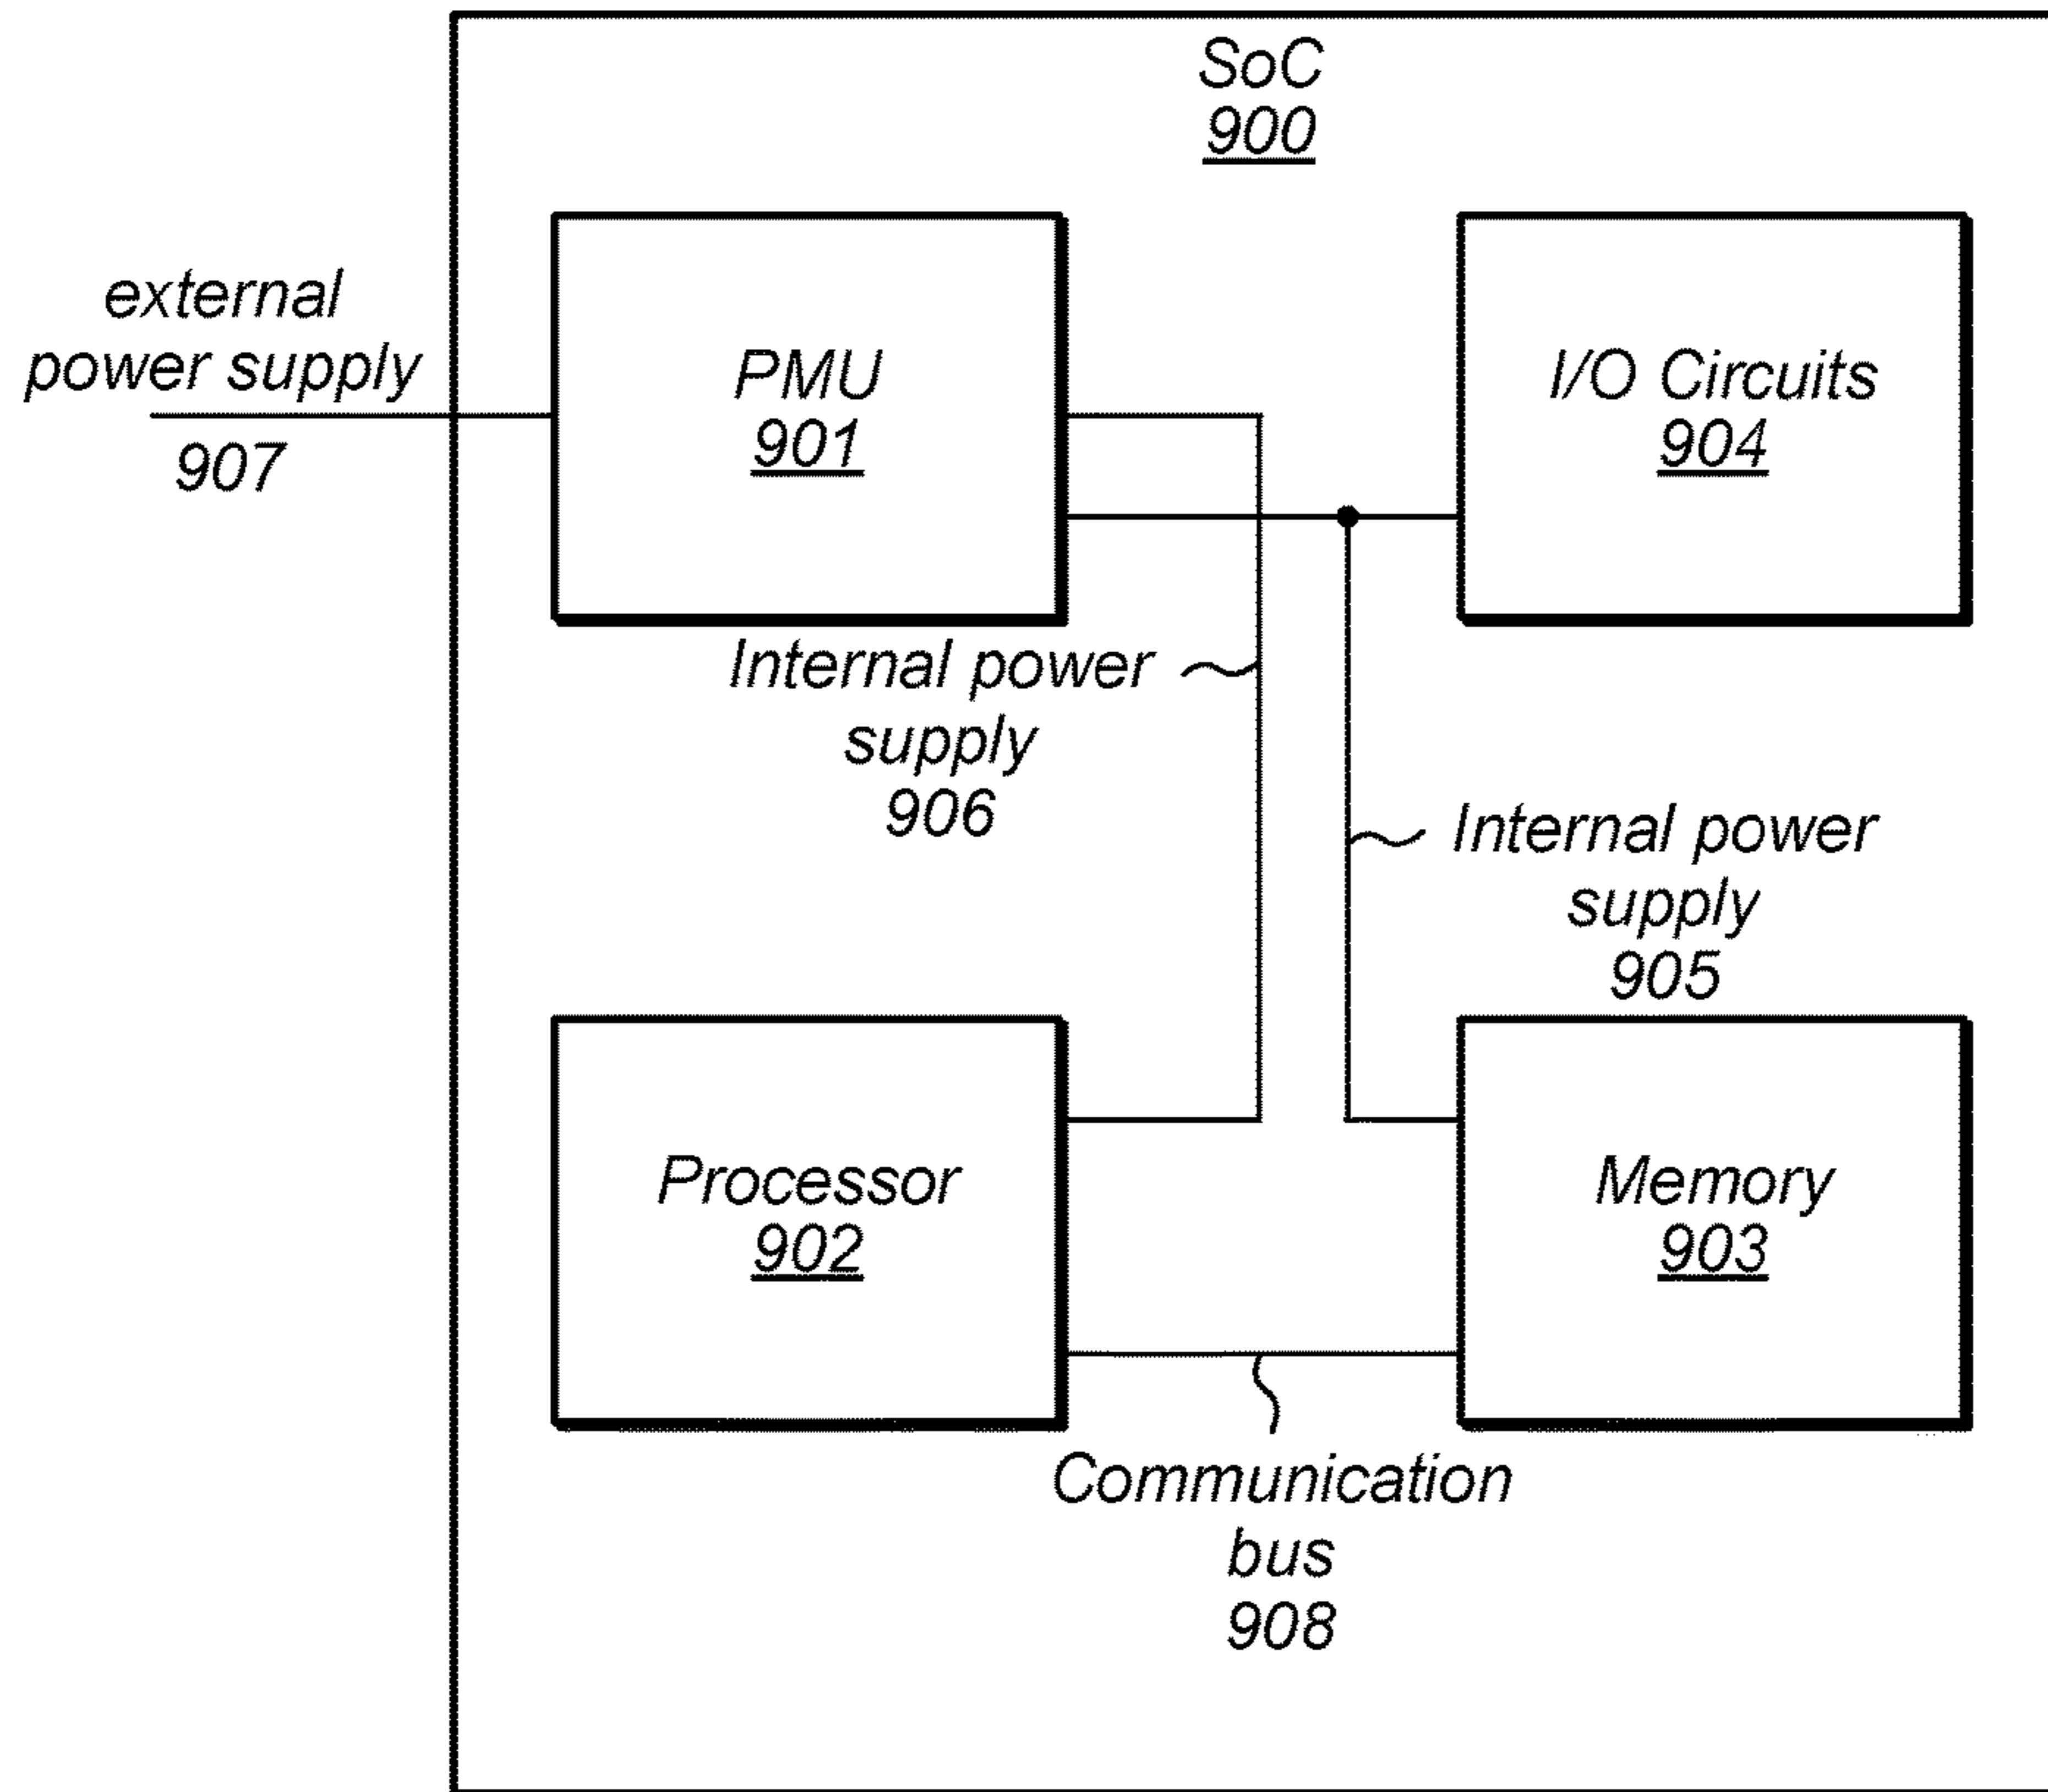 SoC
900
external
power supply
907
PMU
901
I/O Circuits
904
Internal power
supply
906
Internal power
supply
905
Processor
902
Memory
903
Communication
bus
908